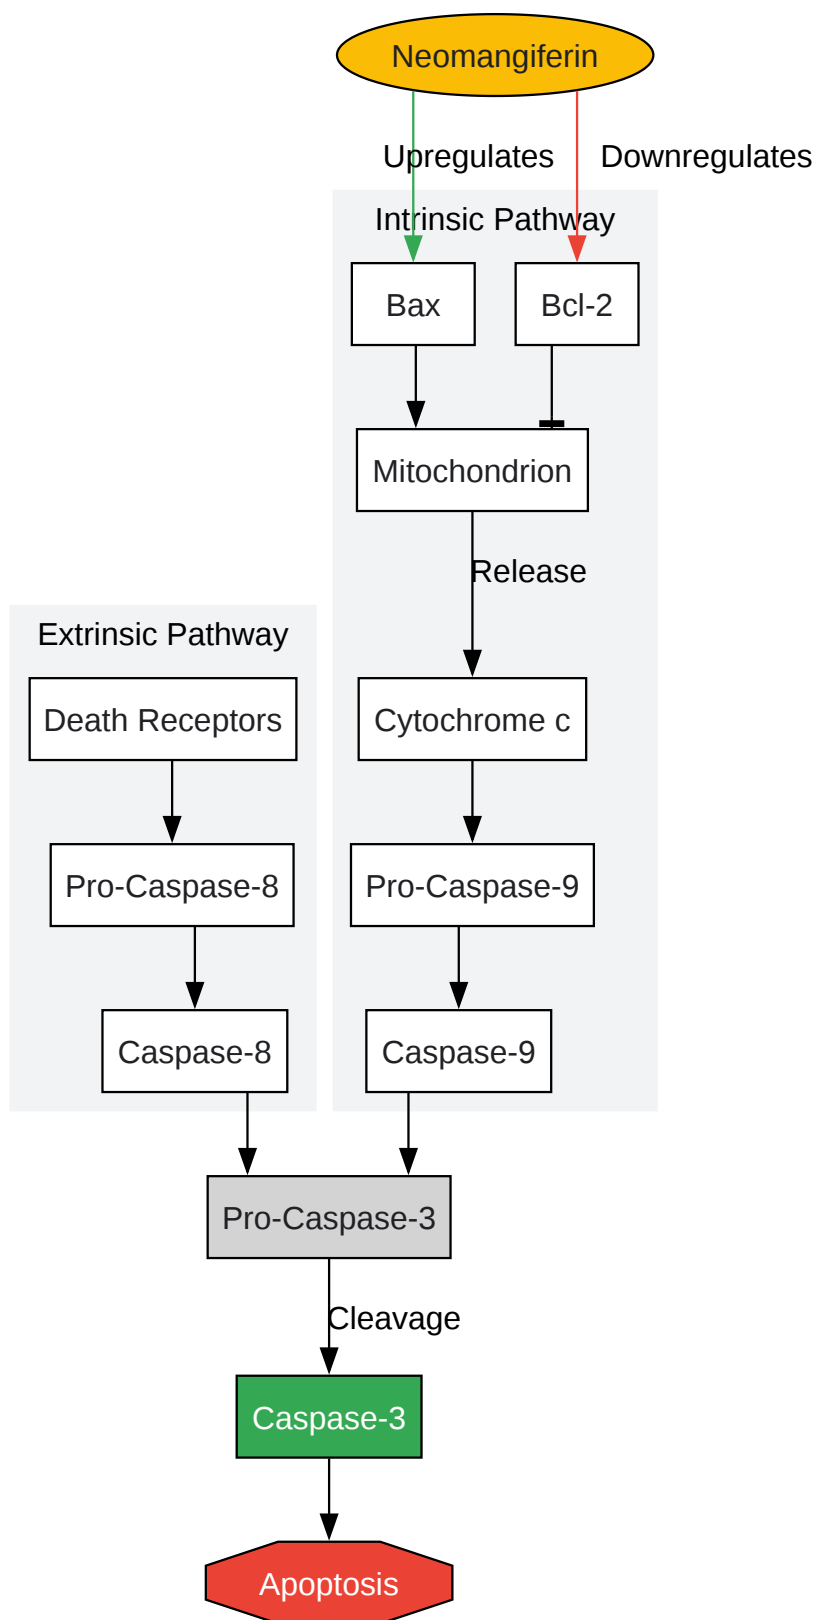 Neomangiferin
Upregulates
Downregulates
Intrinsic Pathway
Bax
Bcl-2
Mitochondrion
Release
Extrinsic Pathway
Death Receptors
Cytochrome c
Pro-Caspase-8
Pro-Caspase-9
Caspase-8
Caspase-9
Pro-Caspase-3
Cleavage
Caspase-3
Apoptosis